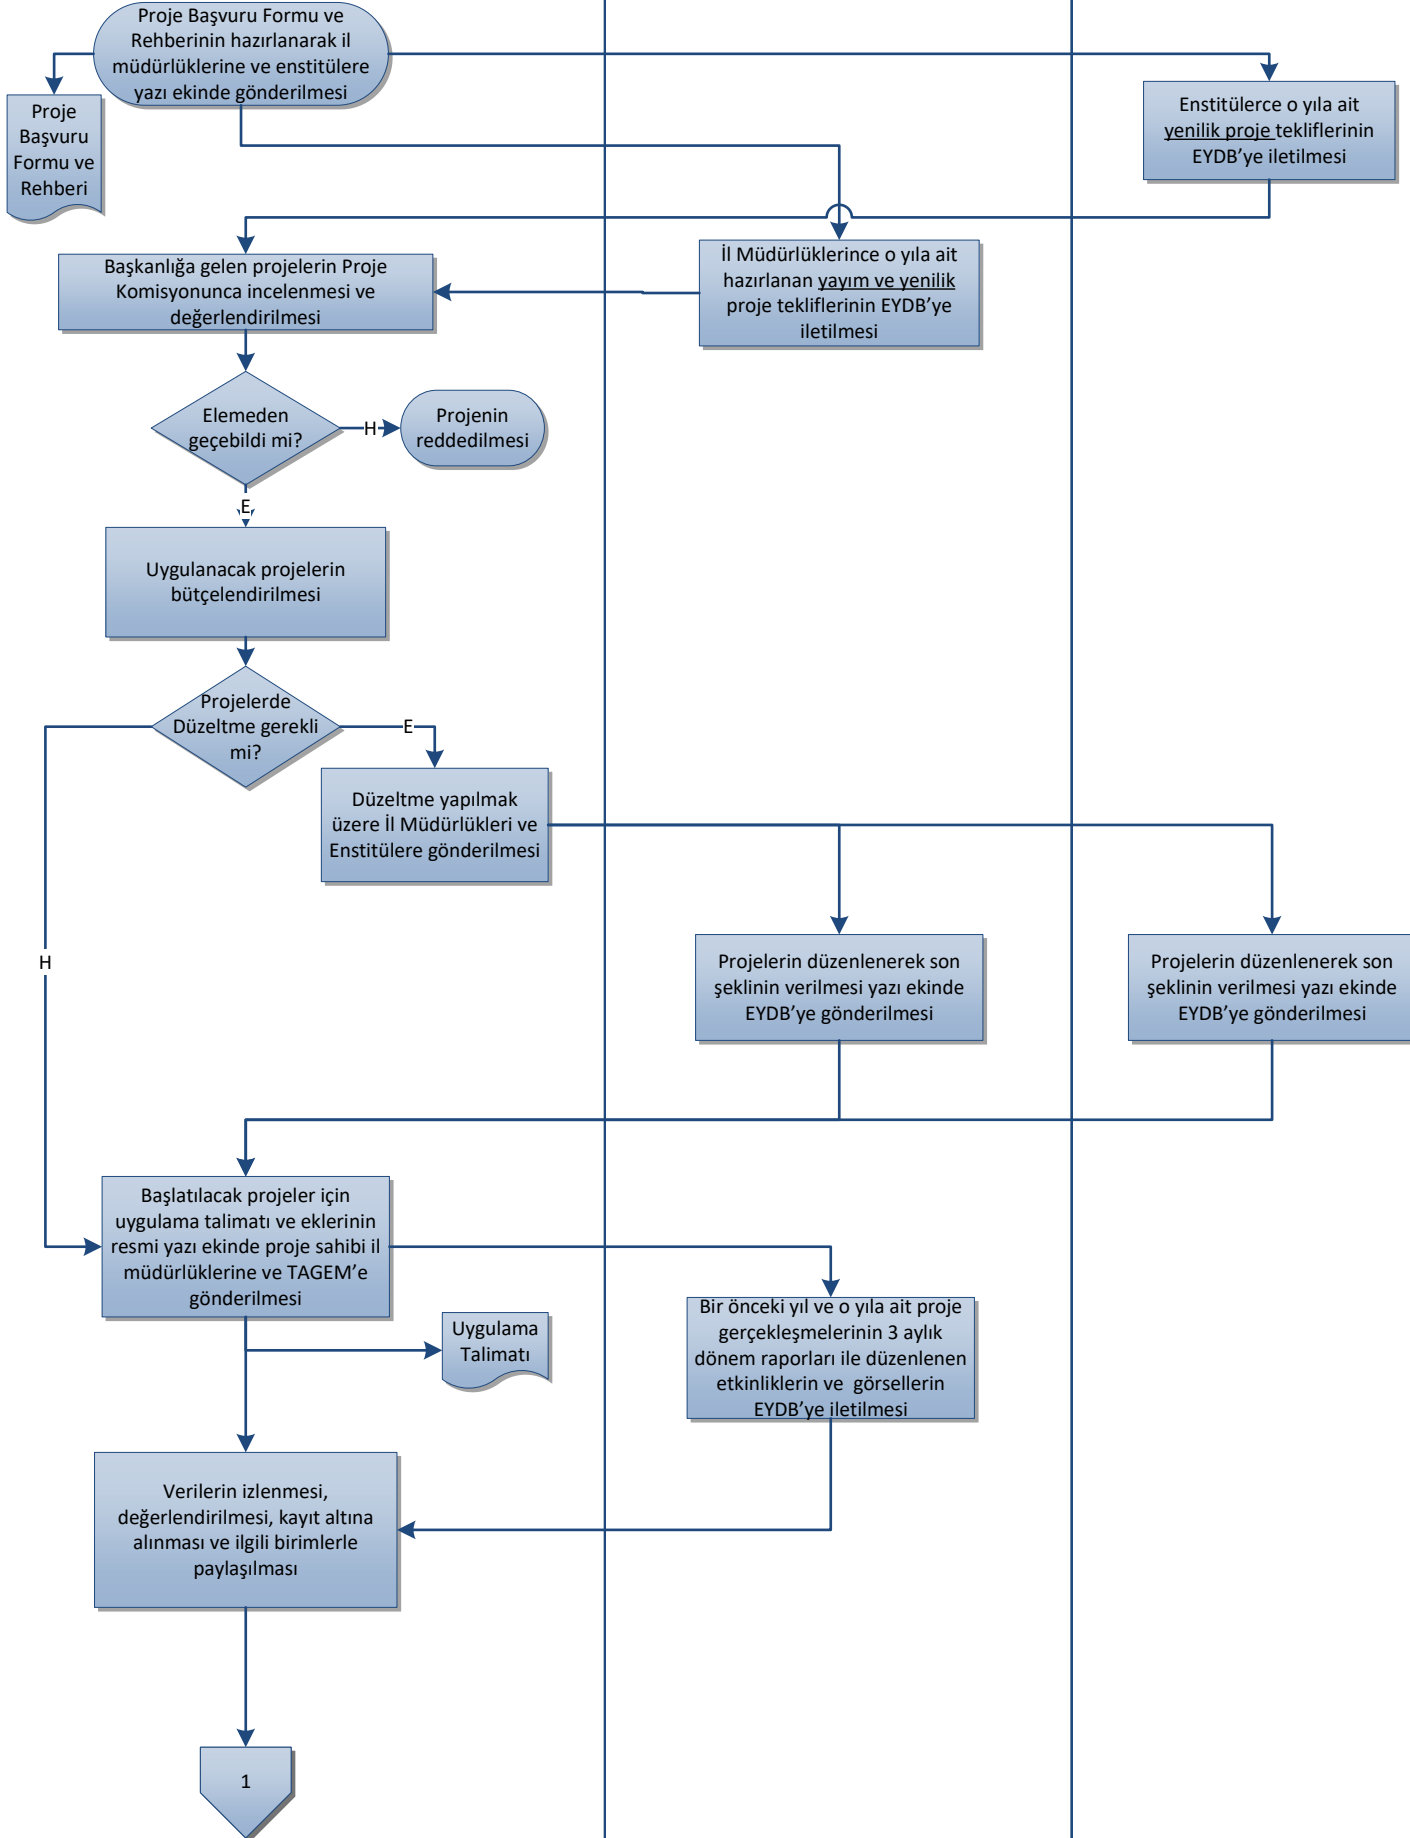 Proje Başvuru Formu ve
Rehberinin hazırlanarak il
müdürlüklerine ve enstitülere
yazı ekinde gönderilmesi
Proje
Başvuru
Formu ve
Rehberi
Enstitülerce o yıla ait
yenilik proje tekliflerinin
EYDB’ye iletilmesi
Başkanlığa gelen projelerin Proje
Komisyonunca incelenmesi ve
değerlendirilmesi
İl Müdürlüklerince o yıla ait
hazırlanan yayım ve yenilik
proje tekliflerinin EYDB’ye
iletilmesi
Elemeden
geçebildi mi?
H
Projenin
reddedilmesi
E
Uygulanacak projelerin
bütçelendirilmesi
Projelerde
Düzeltme gerekli
mi?
E
Düzeltme yapılmak
üzere İl Müdürlükleri ve
Enstitülere gönderilmesi
H
Projelerin düzenlenerek son
şeklinin verilmesi yazı ekinde
EYDB’ye gönderilmesi
Projelerin düzenlenerek son
şeklinin verilmesi yazı ekinde
EYDB’ye gönderilmesi
Başlatılacak projeler için
uygulama talimatı ve eklerinin
resmi yazı ekinde proje sahibi il
müdürlüklerine ve TAGEM’e
gönderilmesi
Uygulama
Talimatı
Bir önceki yıl ve o yıla ait proje
gerçekleşmelerinin 3 aylık
dönem raporları ile düzenlenen
etkinliklerin ve  görsellerin
EYDB’ye iletilmesi
Verilerin izlenmesi,
değerlendirilmesi, kayıt altına
alınması ve ilgili birimlerle
paylaşılması
1